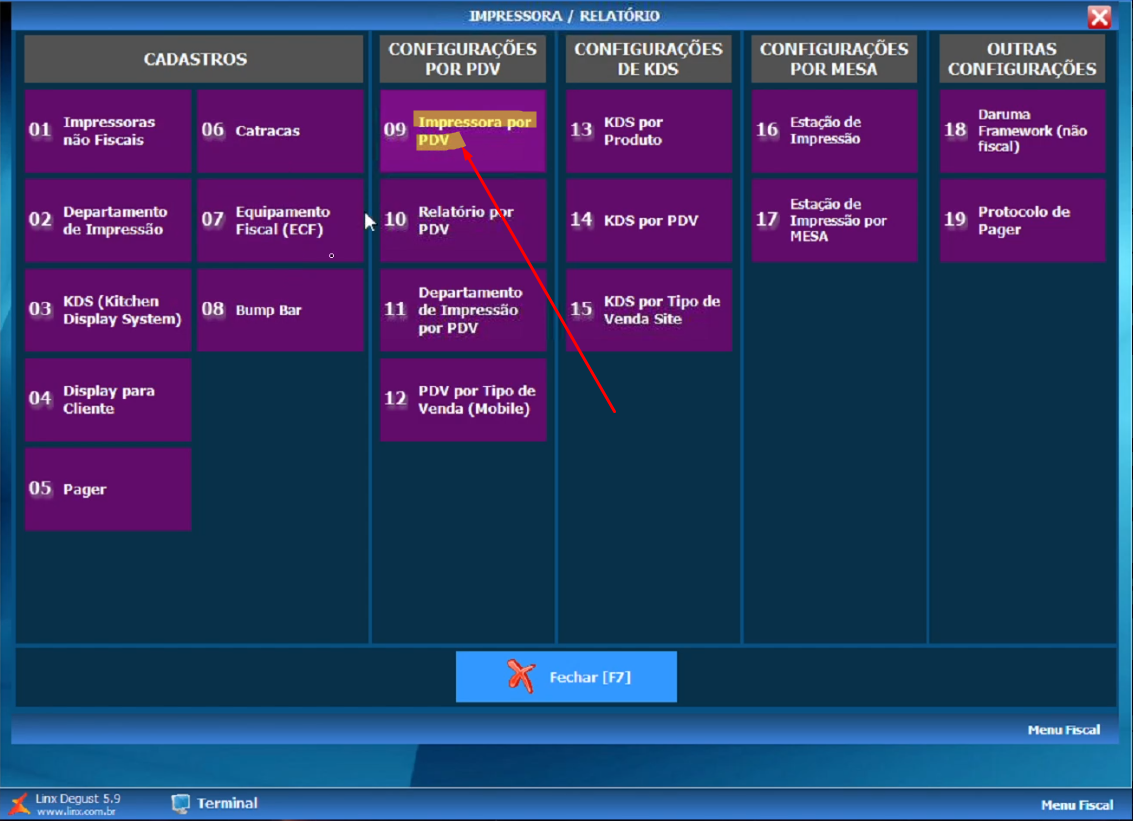 IMPRESSORA / RELATÓRIO
CADASTROS
01 Impressoras
não Fiscais
02 Departamento
de Impressão
03 KDS (Kitchen
Display System)
04 Display para
Cliente
05 Pager
06 Catracas
07 Equipamento
Fiscal (ECF)
08 Bump Bar
CONFIGURAÇÕES
POR PDV
09 Impressora por
PDV
10 Relatório por
PDV
11 Departamento
de Impressão
por PDV
12 PDV por Tipo de
Venda (Mobile)
CONFIGURAÇÕES
DE KDS
13 KDS por
Produto
14 KDS por PDV
15 KDS por Tipo de
Venda Site
CONFIGURAÇÕES
POR MESA
16 Estação de
Impressão
17 Estação de
Impressão por
MESA
OUTRAS
CONFIGURAÇÕES
18 Daruma
Framework (não
fiscal)
19 Protocolo de
Pager
Fechar [F7]
Menu Fiscal
Linx Degust 5.9
www.linx.com.br
Terminal
Menu Fiscal